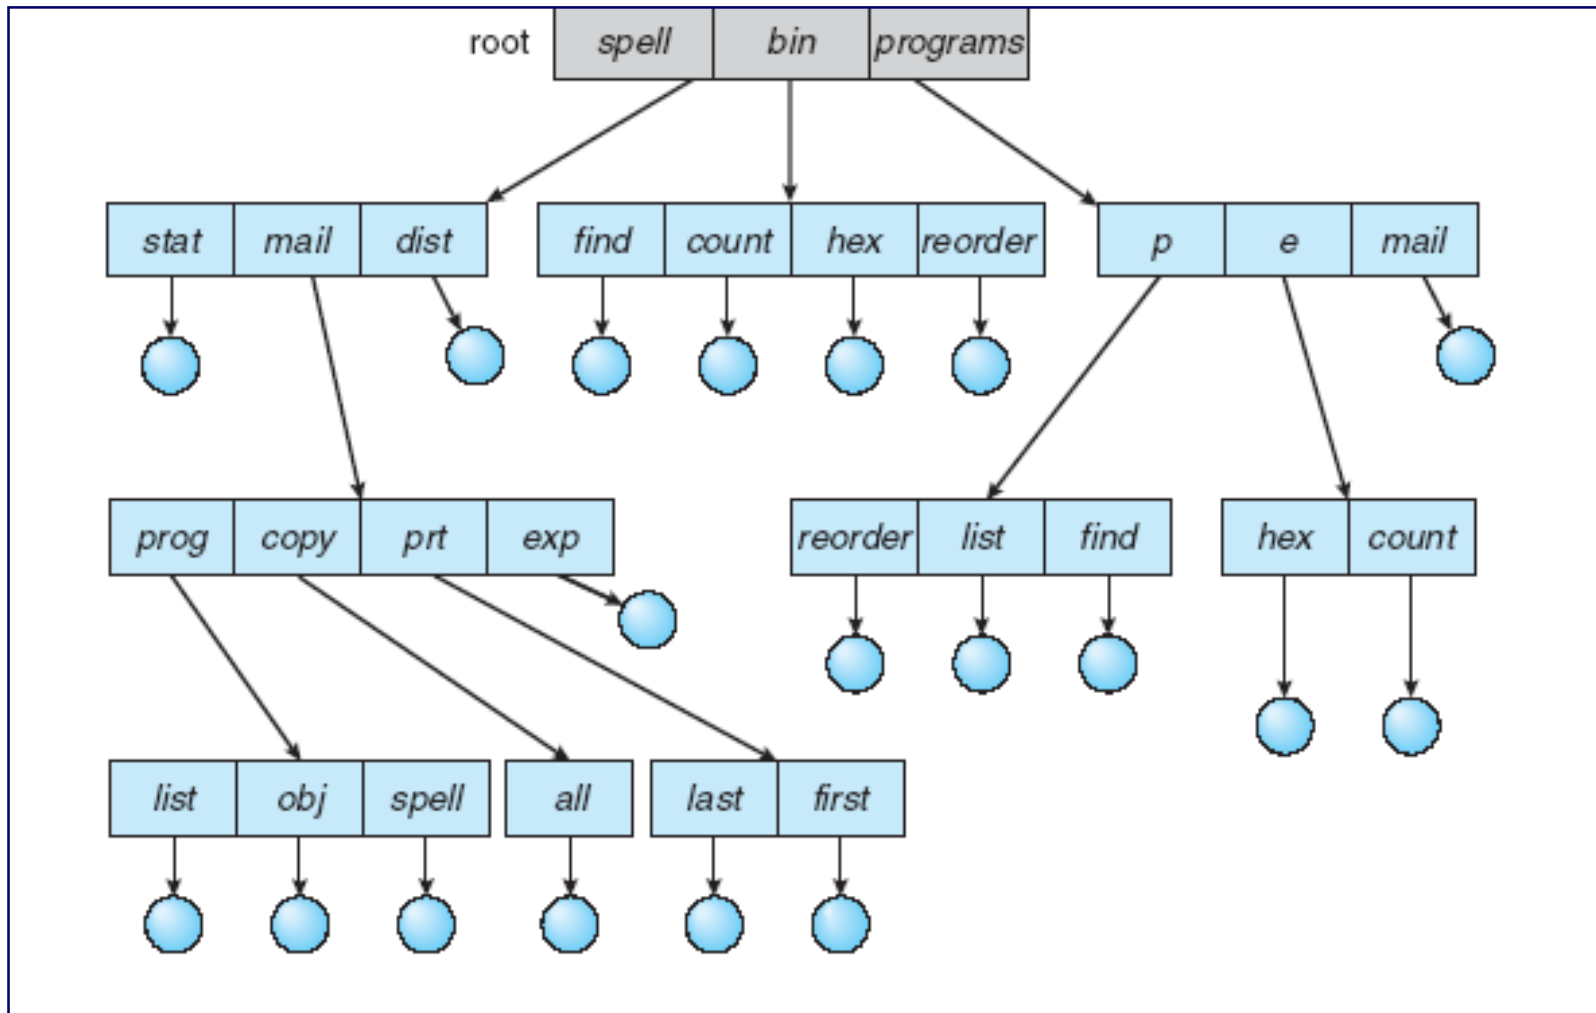 root spell bin programs
stat mail dist find count hex reorder p e mail
prog copy prt exp reorder list find hex count
list obj spell all last first